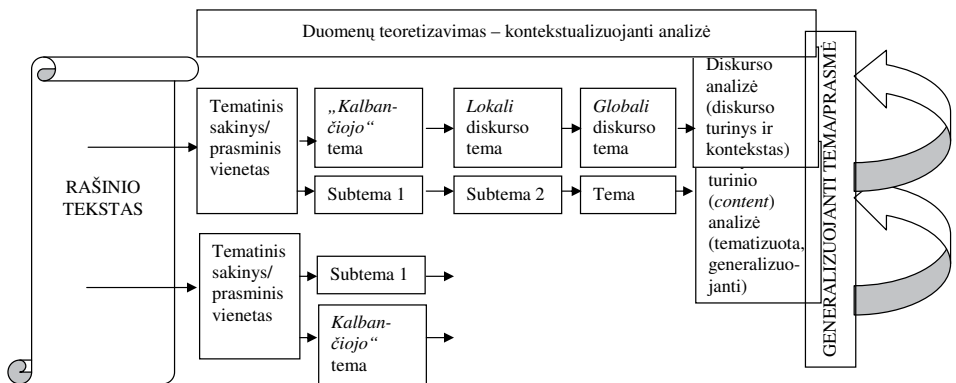 Duomenų teoretizavimas – kontekstualizuojanti analizė
RAŠINIO
TEKSTAS
Tematinis
sakinys/
prasminis
vienetas
„Kalban-
čiojo“
tema
Lokali
diskurso
tema
Globali
diskurso
tema
Diskurso
analizė
(diskurso
turinys ir
kontekstas)
Subtema 1
Subtema 2
Tema
turinio
(content)
analizė
(tematizuota,
generalizuo-
janti)
Tematinis
sakinys/
prasminis
vienetas
Subtema 1
Kalban-
čiojo“
tema
GENERALIZUOJANTI TEMA/PRASMĖ